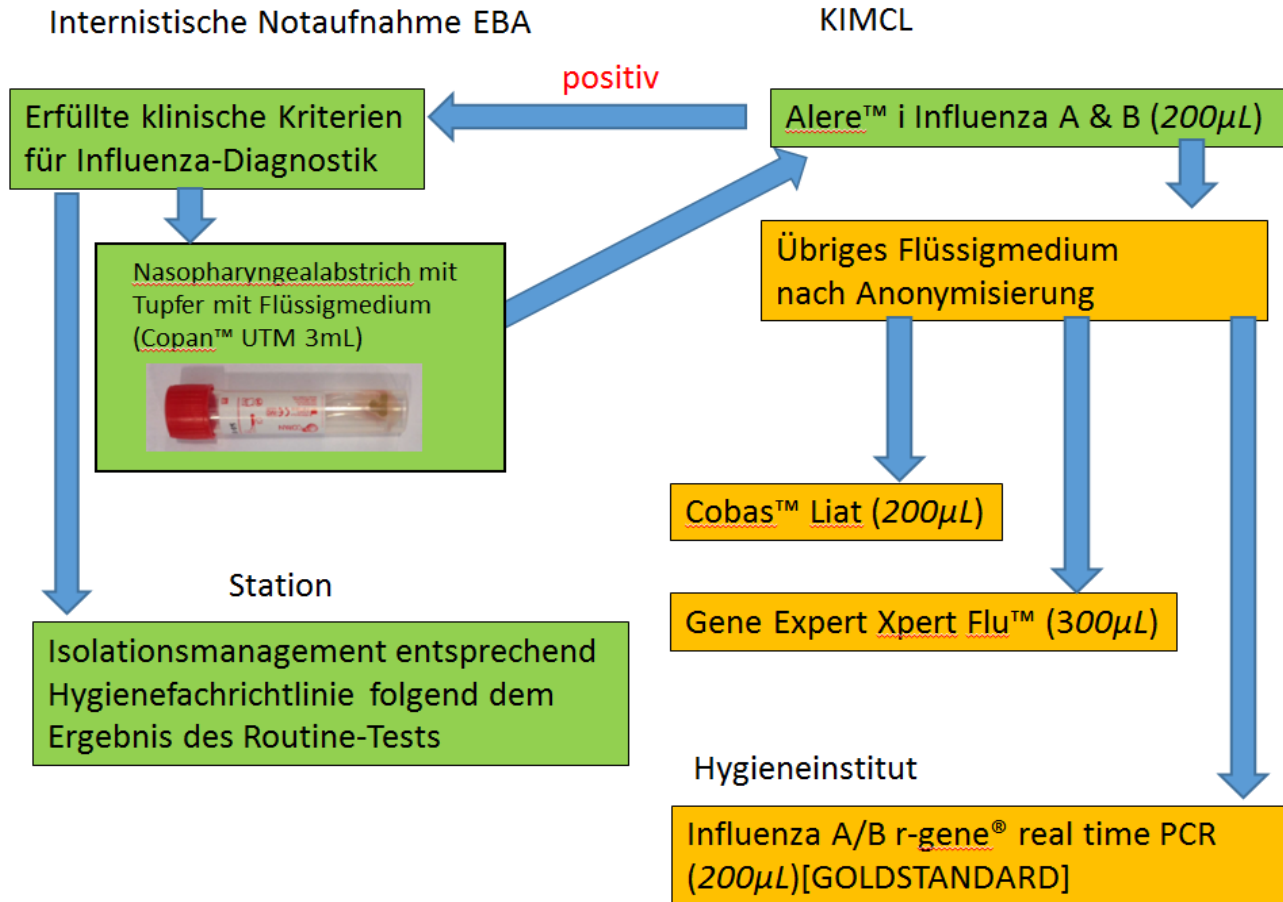 Internistische Notaufnahme EBA
KIMCL
positiv
Erfüllte klinische Kriterien
für Influenza-Diagnostik
Alere™ i Influenza A & B (200µL)
Nasopharyngealabstrich mit
Tupfer mit Flüssigmedium
(Copan™ UTM 3mL)
Übriges Flüssigmedium
nach Anonymisierung
Cobas™ Liat (200µL)
Gene Expert Xpert Flu™ (300µL)
Station
Isolationsmanagement entsprechend
Hygienefachrichtlinie folgend dem
Ergebnis des Routine-Tests
Hygieneinstitut
Influenza A/B r-gene® real time PCR
(200µL)[GOLDSTANDARD]